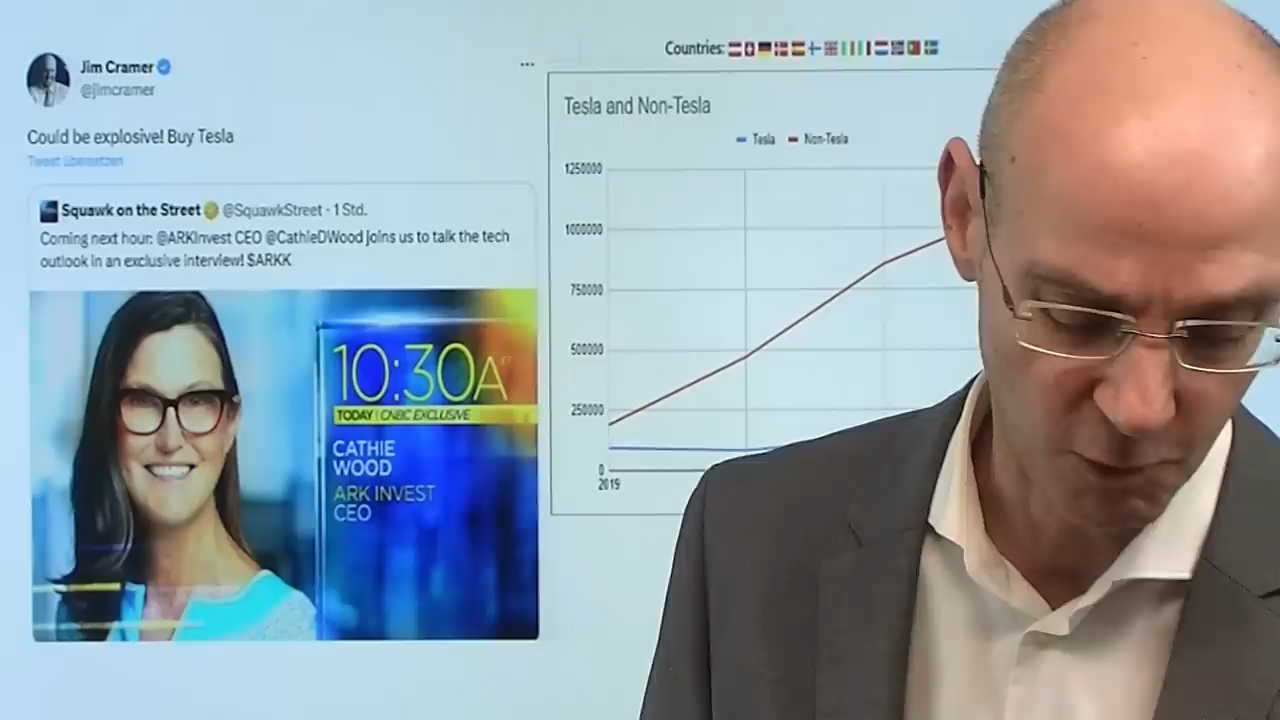 Jim Cramer
@jimcramer
...
Could be explosive! Buy Tesla
Tweet übersetzen
Squawk on the Street @SquawkStreet · 1 Std.
Coming next hour: @ARKInvest CEO @CathieDWood joins us to talk the tech
outlook in an exclusive interview! $ARKK
10:30A ET
TODAY | CNBC EXCLUSIVE
CATHIE
WOOD
ARK INVEST
CEO
Countries:
Tesla and Non-Tesla
Tesla Non-Tesla
1250000
1000000
750000
500000
250000
0
2019